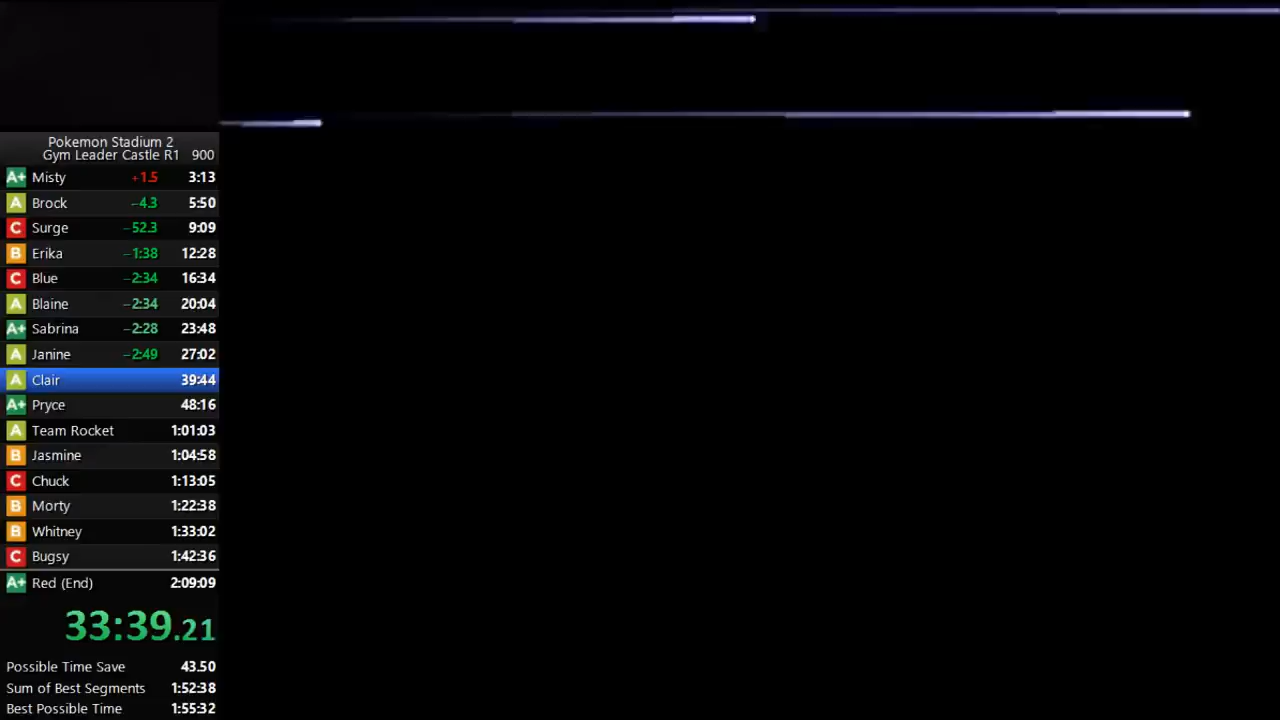 Pokemon Stadium 2
Gym Leader Castle R1 900
A+ Misty +1.5 3:13
A Brock −4.3 5:50
C Surge −52.3 9:09
B Erika −1:38 12:28
C Blue −2:34 16:34
A Blaine −2:34 20:04
A+ Sabrina −2:28 23:48
A Janine −2:49 27:02
A Clair 39:44
A+ Pryce 48:16
A Team Rocket 1:01:03
B Jasmine 1:04:58
C Chuck 1:13:05
B Morty 1:22:38
B Whitney 1:33:02
C Bugsy 1:42:36
A+ Red (End) 2:09:09
33:39.21
Possible Time Save 43.50
Sum of Best Segments 1:52:38
Best Possible Time 1:55:32